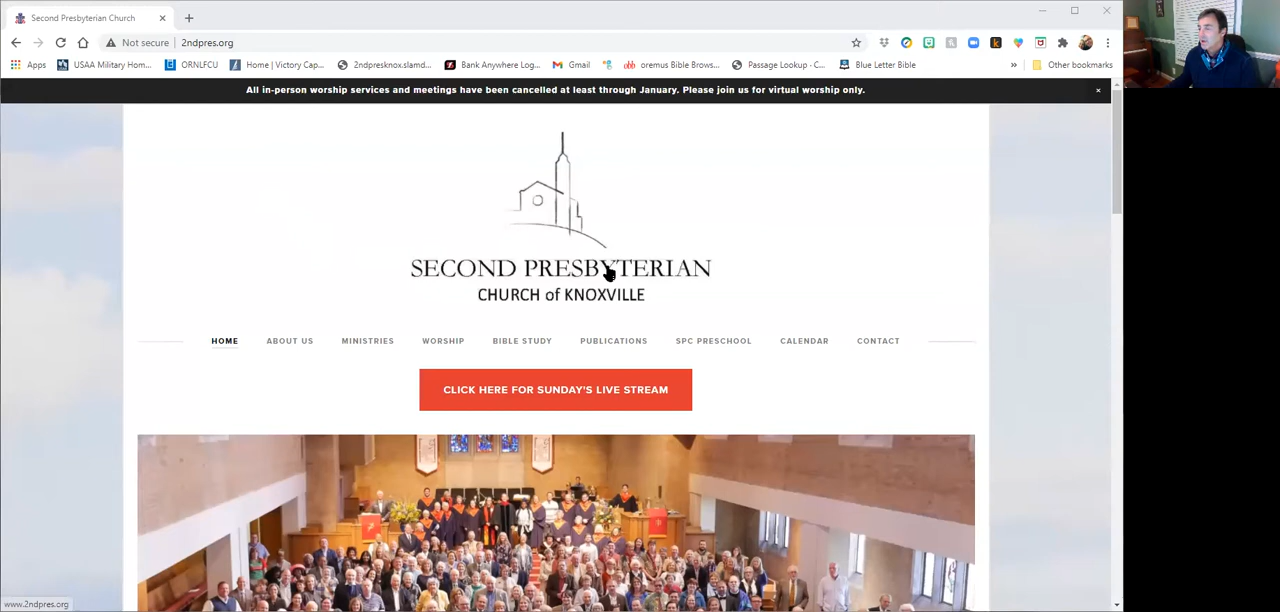 Second Presbyterian Church
Not secure
2ndpres.org
Apps
USAA Military Hom...
ORNLFCU
Home | Victory Cap...
2ndpresknox.slamd...
Bank Anywhere Log...
Gmail
oremus Bible Brows...
Passage Lookup - C...
Blue Letter Bible
»
Other bookmarks
All in-person worship services and meetings have been cancelled at least through January. Please join us for virtual worship only.
SECOND PRESBYTERIAN
CHURCH of KNOXVILLE
HOME
ABOUT US
MINISTRIES
WORSHIP
BIBLE STUDY
PUBLICATIONS
SPC PRESCHOOL
CALENDAR
CONTACT
CLICK HERE FOR SUNDAY'S LIVE STREAM
www.2ndpres.org